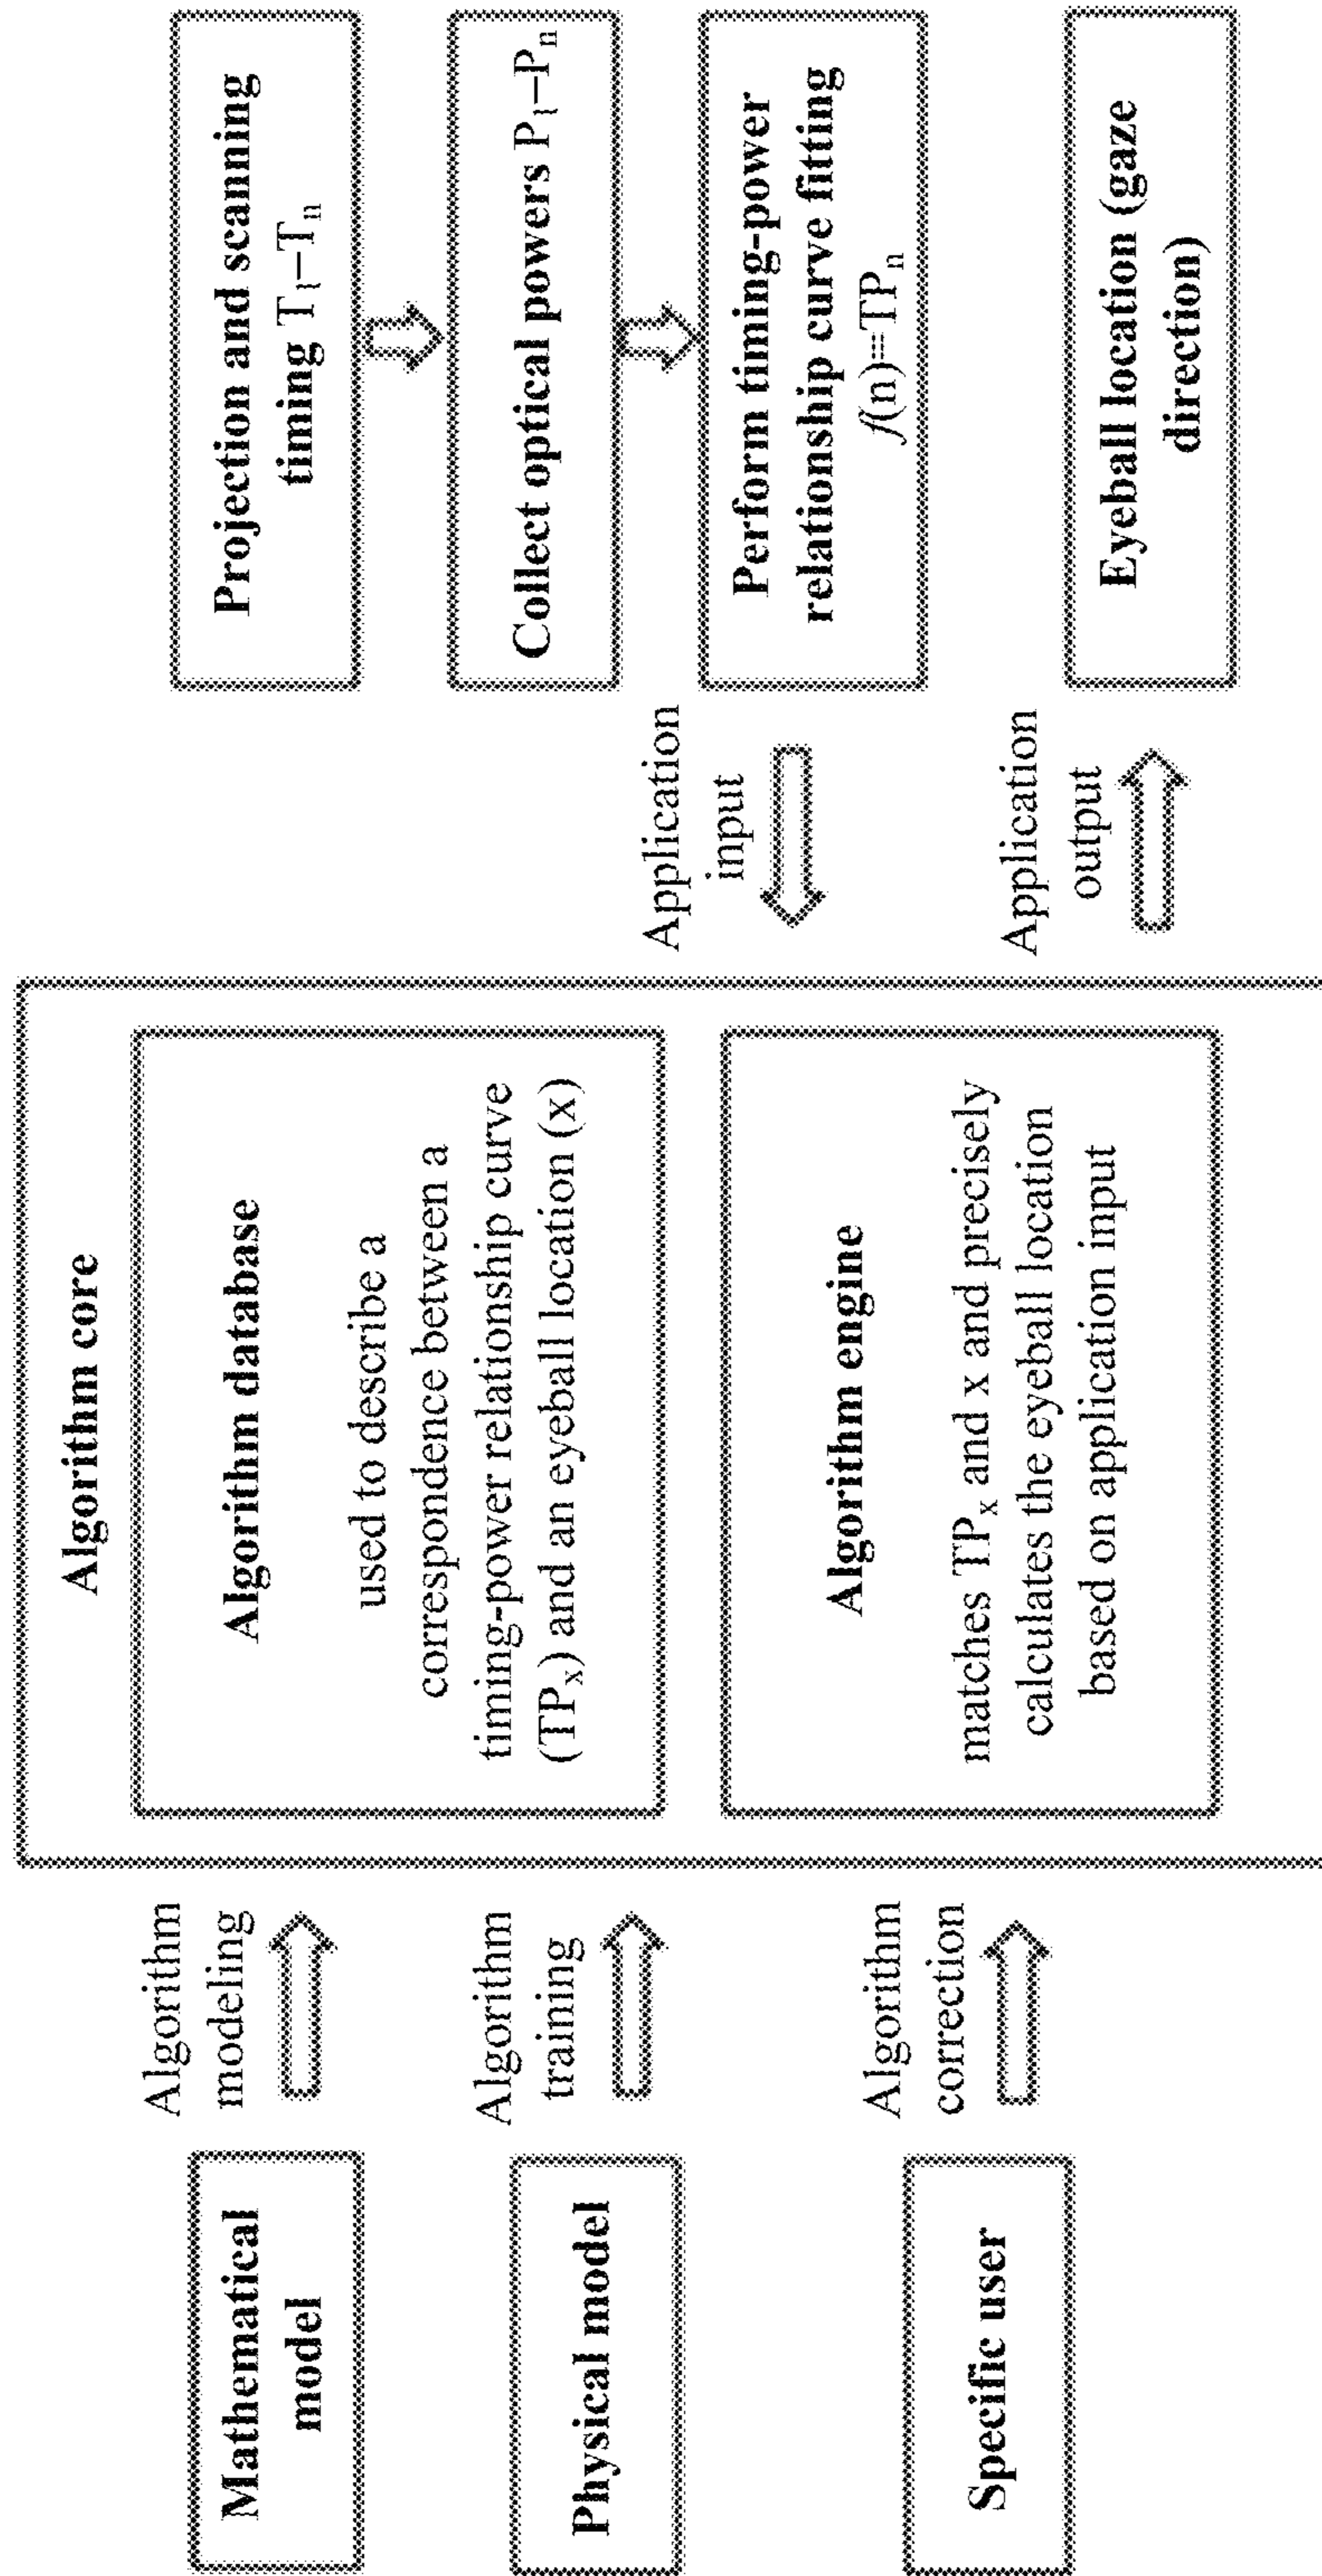 Mathematical
model
Physical model
Specific user
Algorithm
modeling
Algorithm
training
Algorithm
correction
Algorithm core
Algorithm database
used to describe a
correspondence between a
timing-power relationship curve
(TPₓ) and an eyeball location (x)
Algorithm engine
matches TPₓ and x and precisely
calculates the eyeball location
based on application input
Application
input
Application
output
Projection and scanning
timing T₁–Tₙ
Collect optical powers P₁–Pₙ
Perform timing-power
relationship curve fitting
f(n)=TPₙ
Eyeball location (gaze
direction)